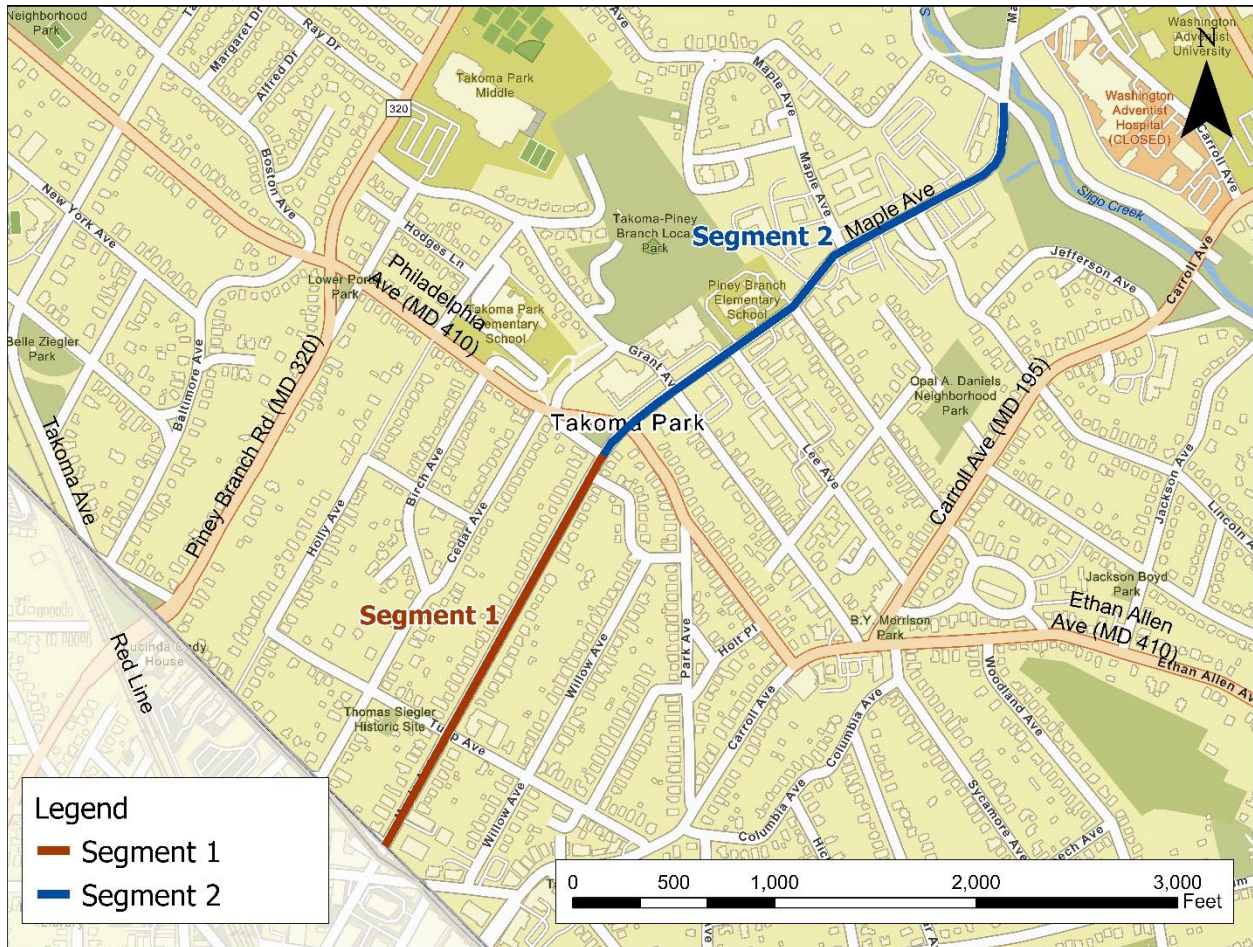 Neighborhood
Park
Margaret Dr
Ray Dr
Alfred Dr
Takoma Park
Middle
320
Maple Ave
Washington
Adventist
University
N
Washington
Adventist
Hospital
(CLOSED)
Carroll Ave
Boston Ave
New York Ave
Hodges Ln
Takoma-Piney
Branch Local
Park
Maple Ave
Maple Ave
Segment 2
Sligo Creek
Jefferson Ave
Carroll Ave
Lower Portal
Park
Philadelphia
Ave (MD 410)
Takoma Park
Elementary
School
Piney Branch
Elementary
School
Belle Ziegler
Park
Baltimore Ave
Piney Branch Rd (MD 320)
Grant Ave
Opal A. Daniels
Neighborhood
Park
Carroll Ave (MD 195)
Takoma Park
Takoma Ave
Holly Ave
Birch Ave
Cedar Ave
Lee Ave
Jackson Ave
Lincoln A
Segment 1
Jackson Boyd
Park
Ethan Allen
Ave (MD 410)
Ethan Allen Av
B.Y. Morrison
Park
Red Line
House
Willow Ave
Park Ave
Holt Pl
Thomas Siegler
Historic Site
Tulip Ave
Carroll Ave
Columbia Ave
Woodland Ave
Willow Ave
Columbia Ave
Sycamore Ave
Legend
Segment 1
Segment 2
0 500 1,000 2,000 3,000
Feet